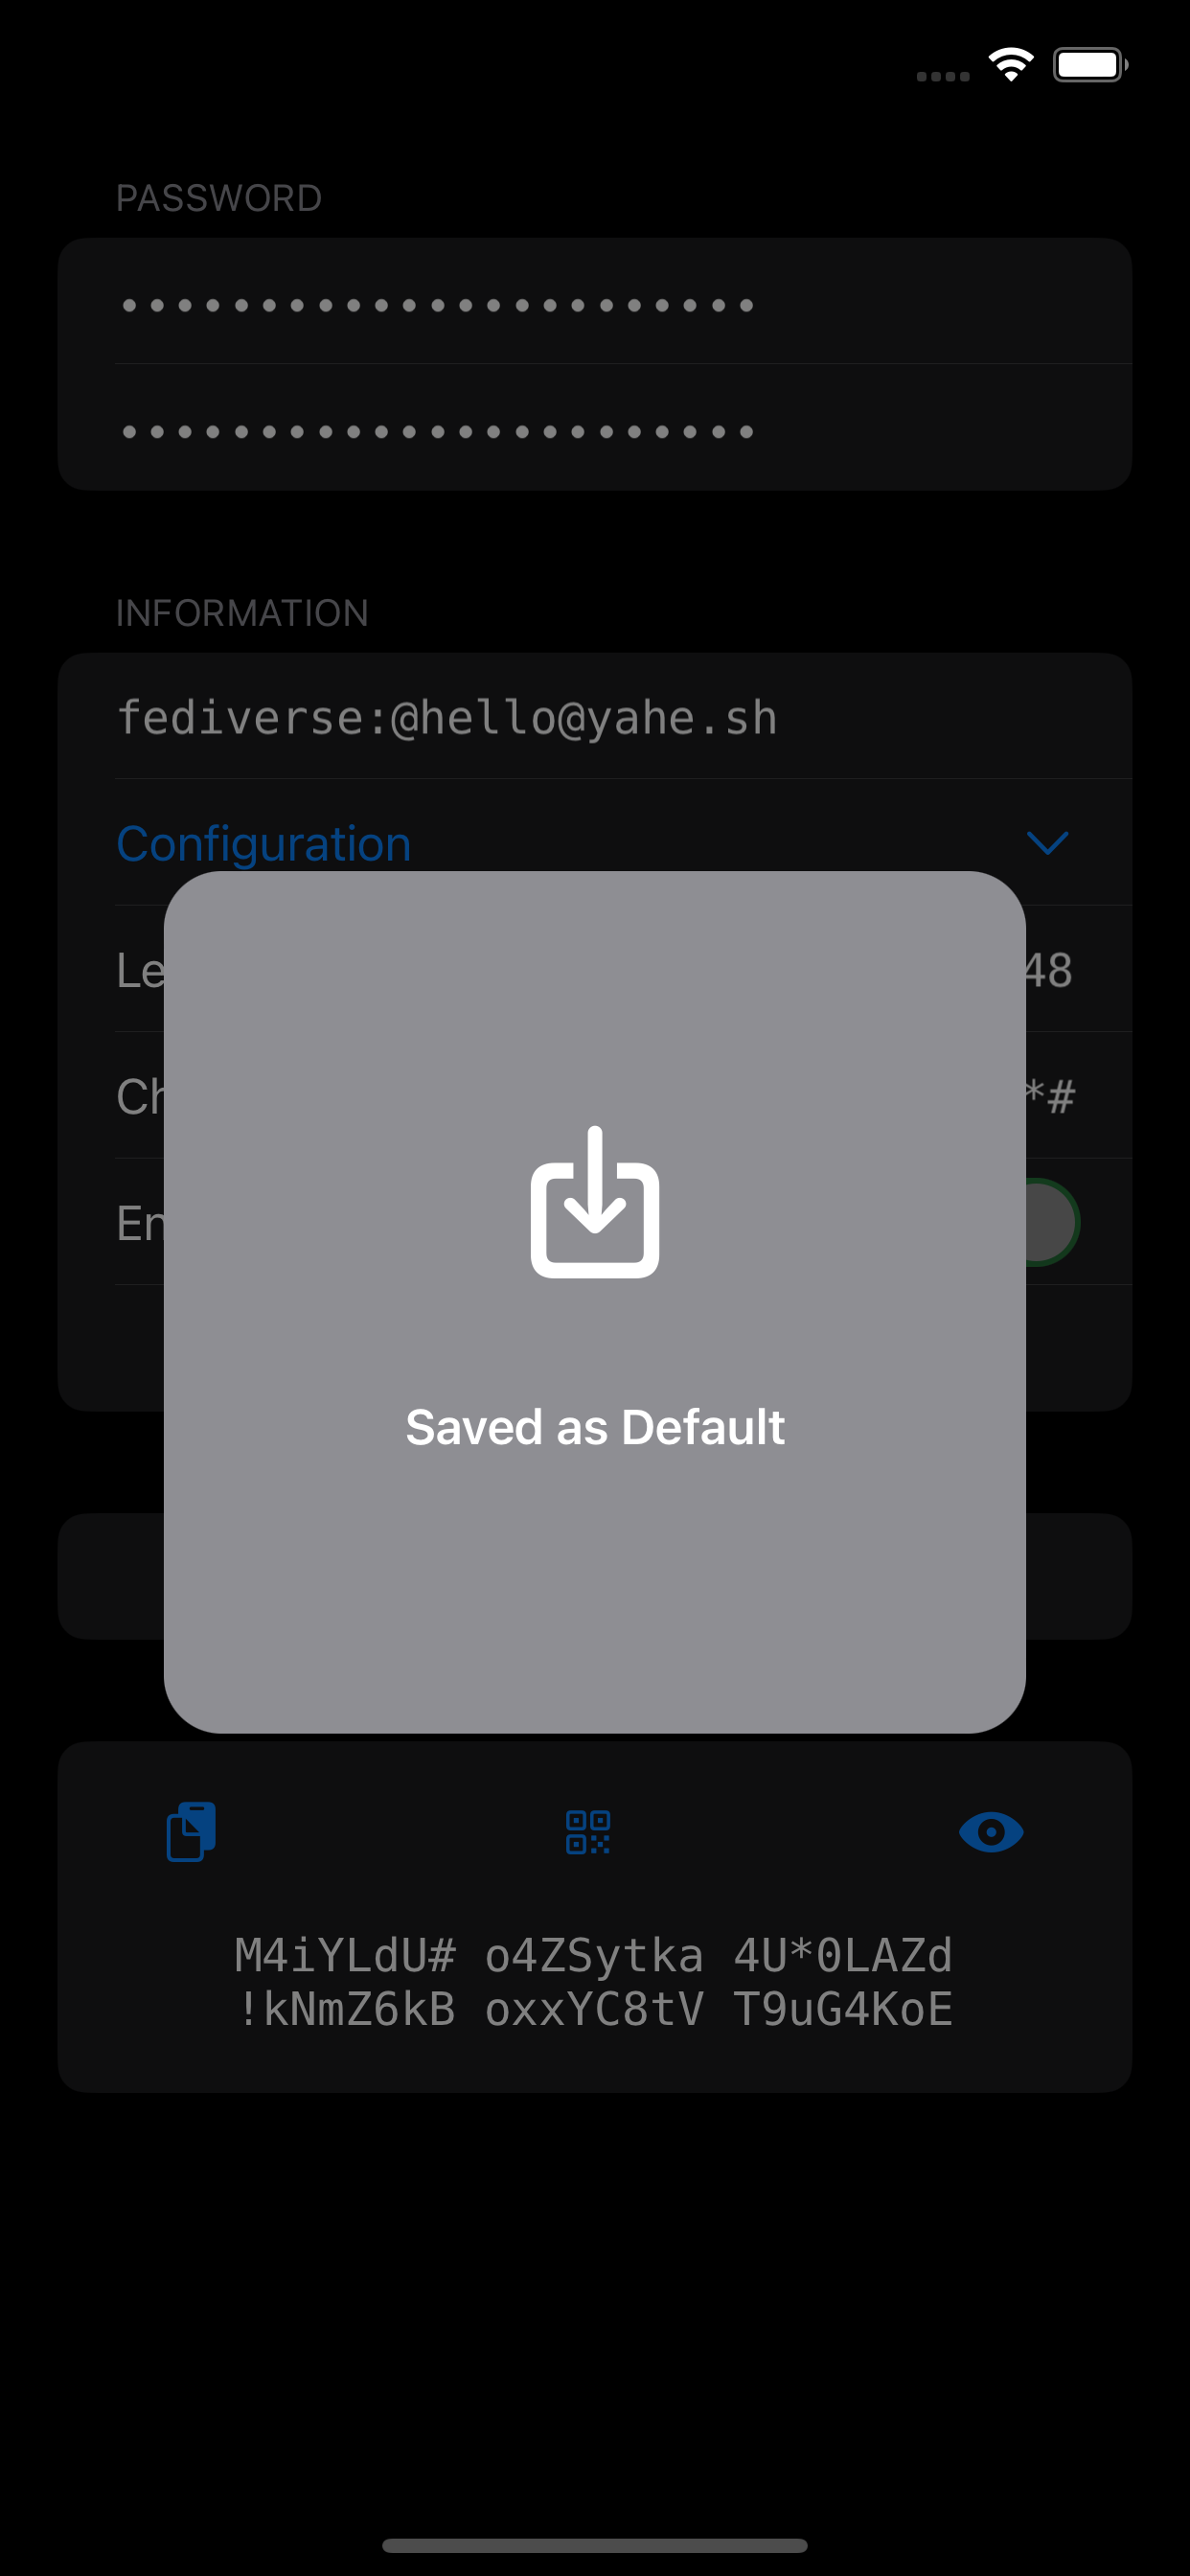 PASSWORD
•••••••••••••••••••••••
•••••••••••••••••••••••
INFORMATION
fediverse:@hello@yahe.sh
Configuration
Le
48
Ch
*#
En
Saved as Default
M4iYLdU# o4ZSytka 4U*0LAZd
!kNmZ6kB oxxYC8tV T9uG4KoE